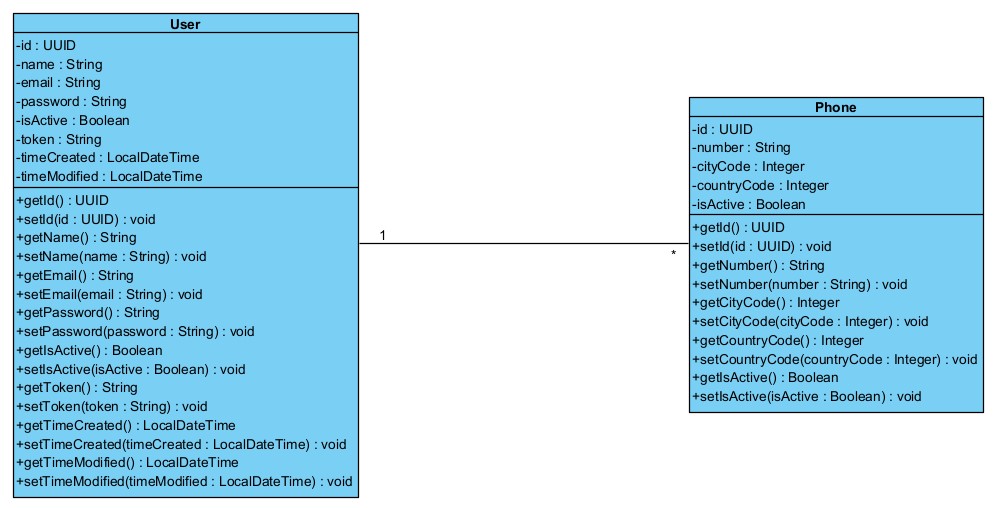 User
-id : UUID
-name : String
-email : String
-password : String
-isActive : Boolean
-token : String
-timeCreated : LocalDateTime
-timeModified : LocalDateTime
+getId() : UUID
+setId(id : UUID) : void
+getName() : String
+setName(name : String) : void
+getEmail() : String
+setEmail(email : String) : void
+getPassword() : String
+setPassword(password : String) : void
+getIsActive() : Boolean
+setIsActive(isActive : Boolean) : void
+getToken() : String
+setToken(token : String) : void
+getTimeCreated() : LocalDateTime
+setTimeCreated(timeCreated : LocalDateTime) : void
+getTimeModified() : LocalDateTime
+setTimeModified(timeModified : LocalDateTime) : void
1
*
Phone
-id : UUID
-number : String
-cityCode : Integer
-countryCode : Integer
-isActive : Boolean
+getId() : UUID
+setId(id : UUID) : void
+getNumber() : String
+setNumber(number : String) : void
+getCityCode() : Integer
+setCityCode(cityCode : Integer) : void
+getCountryCode() : Integer
+setCountryCode(countryCode : Integer) : void
+getIsActive() : Boolean
+setIsActive(isActive : Boolean) : void